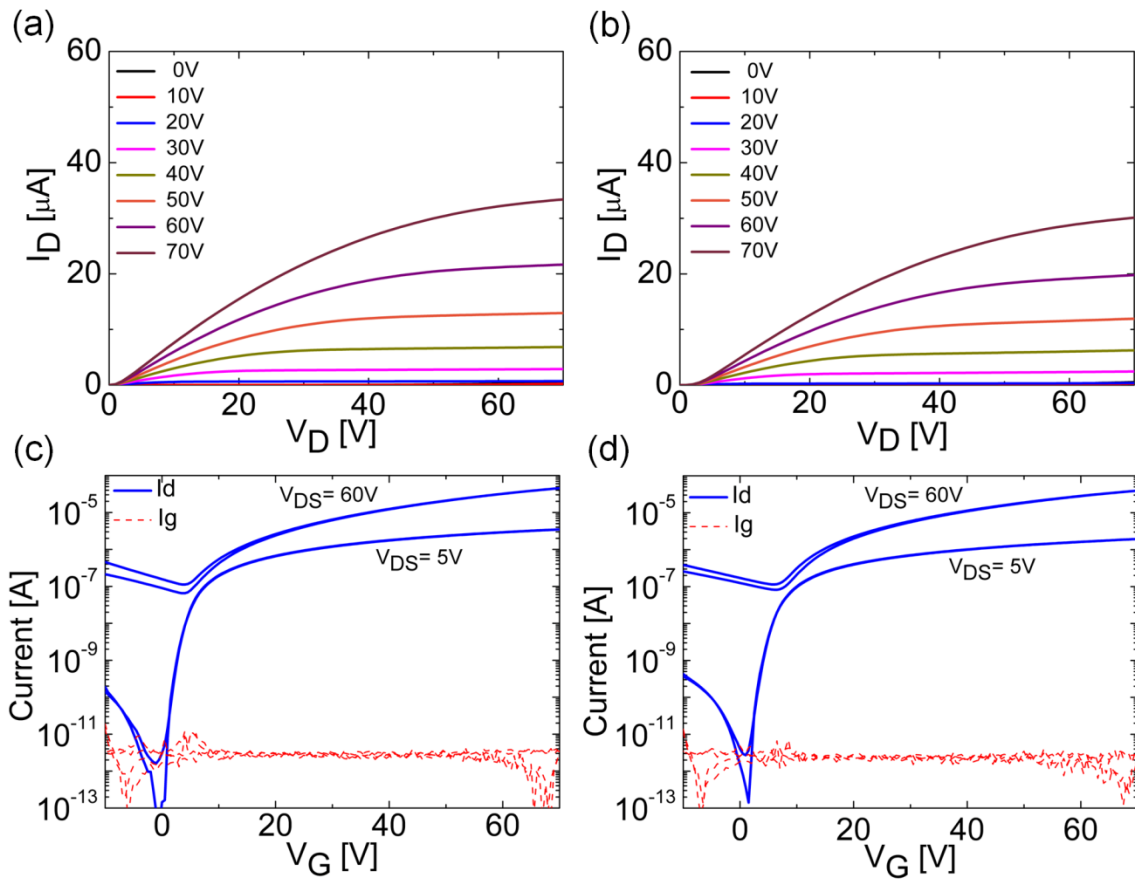 (a)
60
40
20
0
I_D [µA]
0V
10V
20V
30V
40V
50V
60V
70V
0 20 40 60
V_D [V]
(b)
60
40
20
0
I_D [µA]
0V
10V
20V
30V
40V
50V
60V
70V
0 20 40 60
V_D [V]
(c)
Id
Ig
V_DS= 60V
V_DS= 5V
10^-5
10^-7
10^-9
10^-11
10^-13
Current [A]
0 20 40 60
V_G [V]
(d)
Id
Ig
V_DS= 60V
V_DS= 5V
10^-5
10^-7
10^-9
10^-11
10^-13
Current [A]
0 20 40 60
V_G [V]